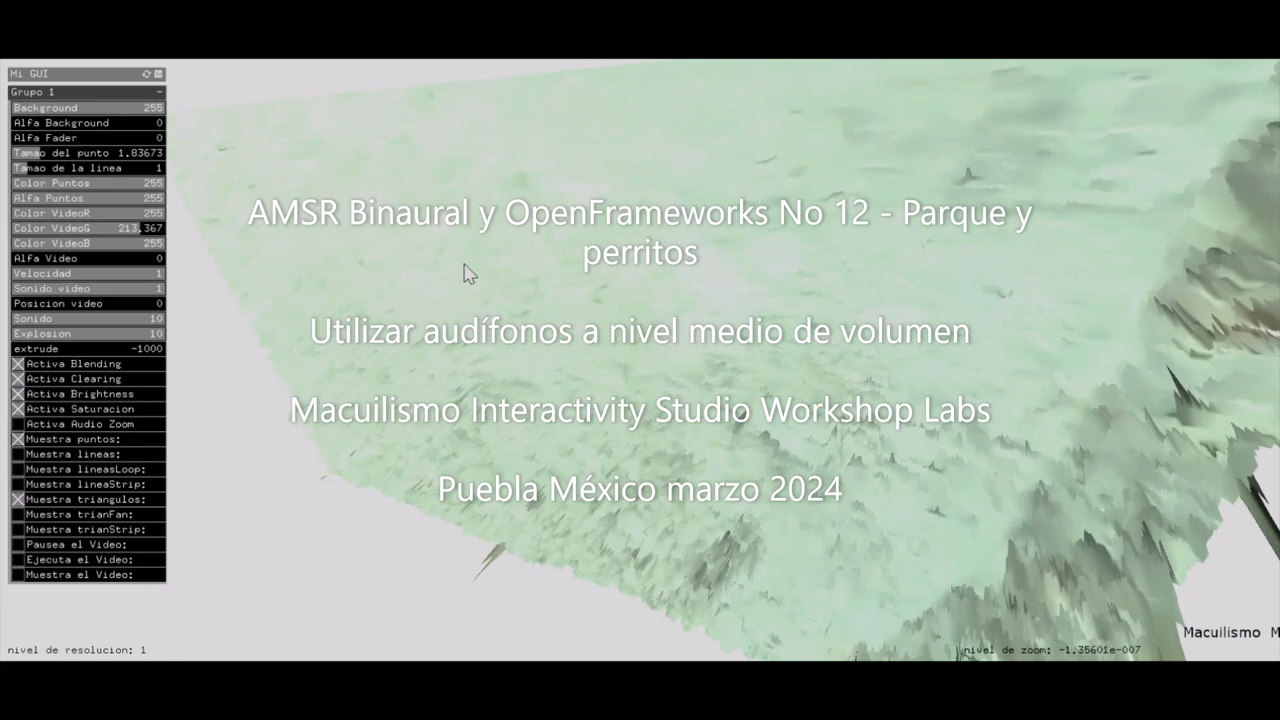 Mi GUI
Grupo 1 -
Background 255
Alfa Background 0
Alfa Fader 0
Tamao del punto 1.83673
Tamao de la linea 1
Color Puntos 255
Alfa Puntos 255
Color VideoR 255
Color VideoG 213.367
Color VideoB 255
Alfa Video 0
Velocidad 1
Sonido video 1
Posicion video 0
Sonido 10
Explosion 10
extrude -1000
Activa Blending
Activa Clearing
Activa Brightness
Activa Saturacion
Activa Audio Zoom
Muestra puntos:
Muestra lineas:
Muestra lineasLoop:
Muestra lineaStrip:
Muestra triangulos:
Muestra trianFan:
Muestra trianStrip:
Pausea el Video:
Ejecuta el Video:
Muestra el Video:
AMSR Binaural y OpenFrameworks No 12 - Parque y
perritos
Utilizar audífonos a nivel medio de volumen
Macuilismo Interactivity Studio Workshop Labs
Puebla México marzo 2024
Macuilismo M
nivel de resolucion: 1
nivel de zoom: -1.35601e-007